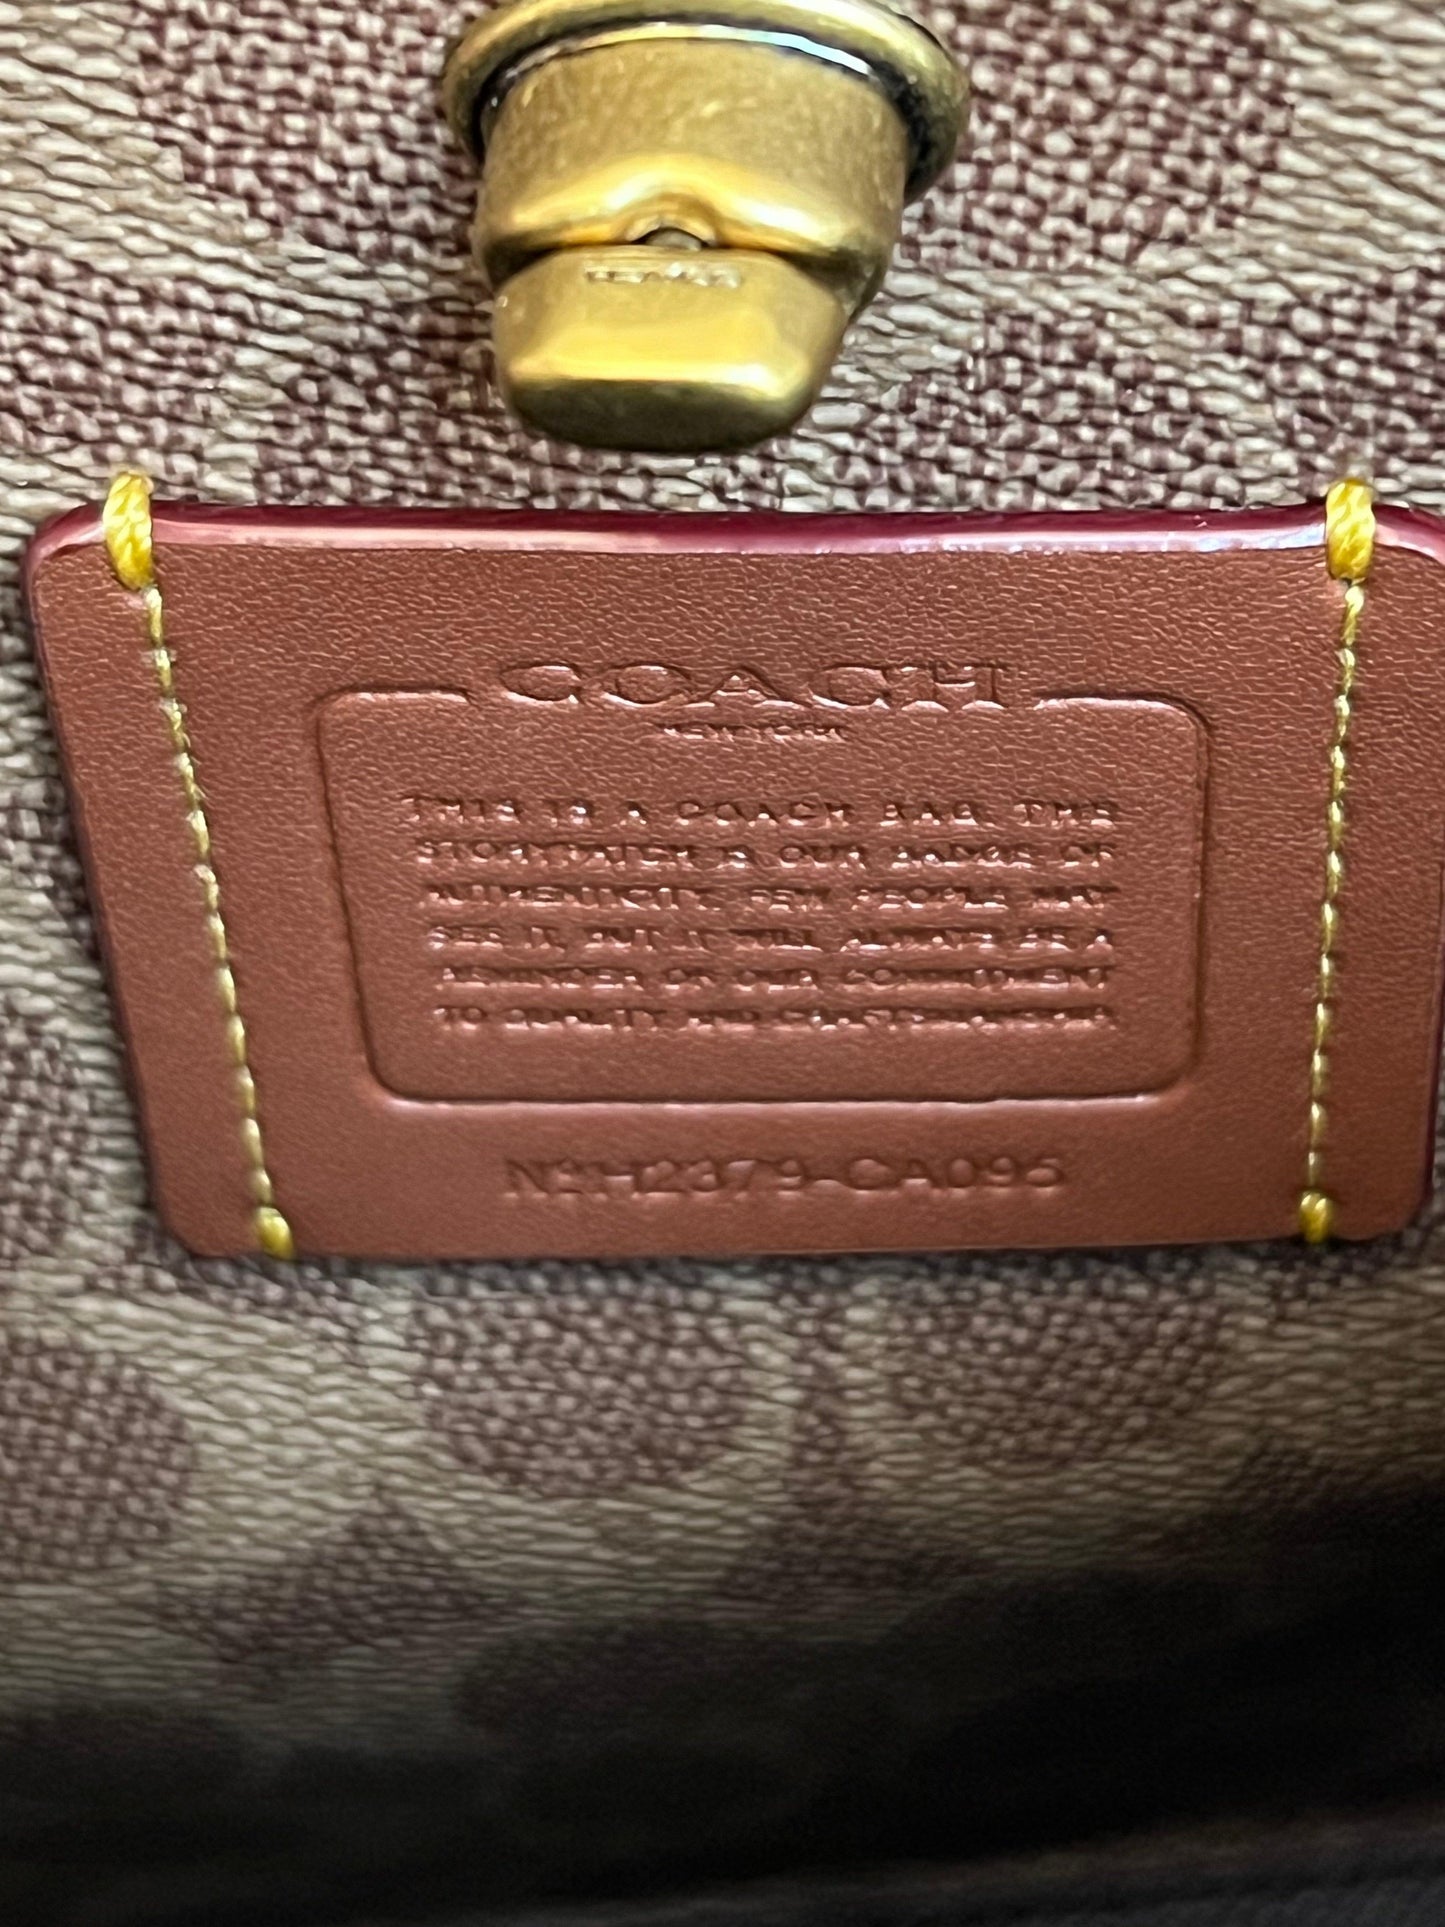 COACH
NEW YORK
THIS IS A COACH BAG. THE
STORYPATCH IS OUR BADGE OF
AUTHENTICITY. FEW PEOPLE MAY
SEE IT, BUT IT WILL ALWAYS BE A
REMINDER OF OUR COMMITMENT
TO QUALITY AND CRAFTSMANSHIP.
Nº H2379-CA095